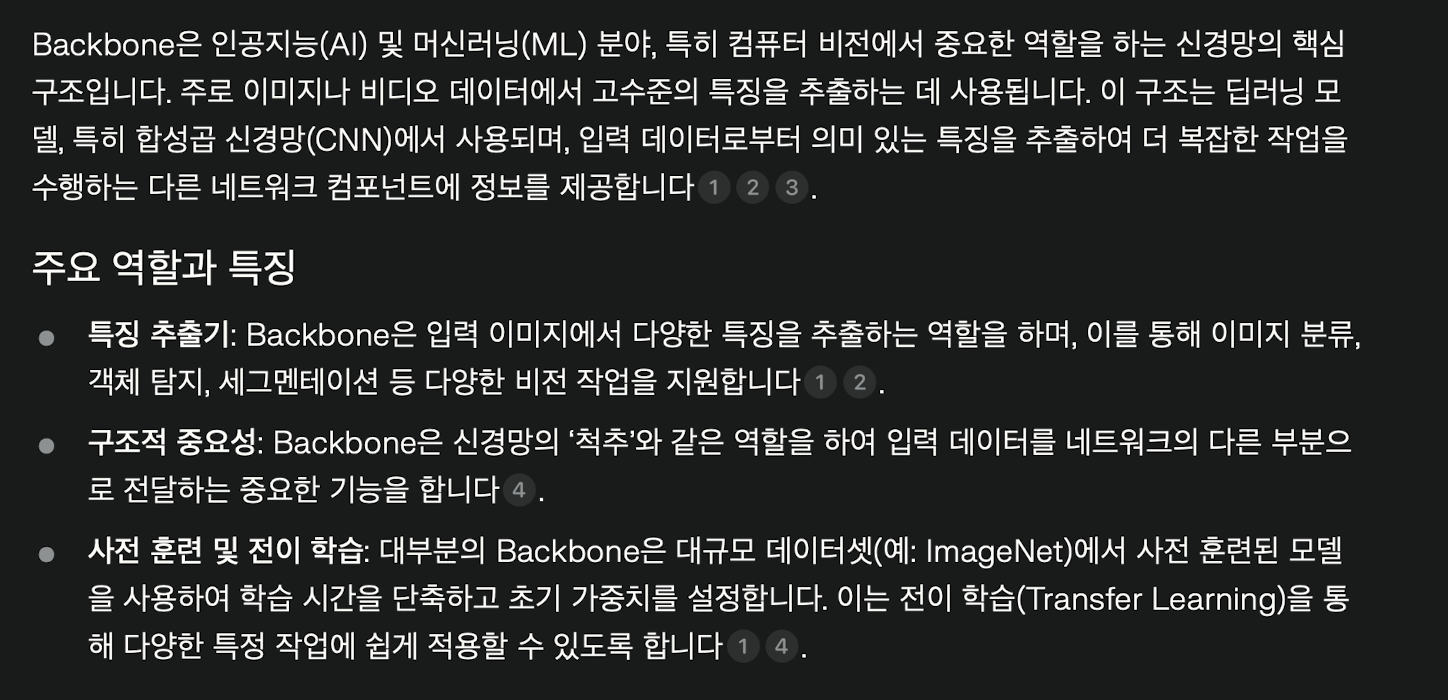 Backbone은 인공지능(AI) 및 머신러닝(ML) 분야, 특히 컴퓨터 비전에서 중요한 역할을 하는 신경망의 핵심
구조입니다. 주로 이미지나 비디오 데이터에서 고수준의 특징을 추출하는 데 사용됩니다. 이 구조는 딥러닝 모
델, 특히 합성곱 신경망(CNN)에서 사용되며, 입력 데이터로부터 의미 있는 특징을 추출하여 더 복잡한 작업을
수행하는 다른 네트워크 컴포넌트에 정보를 제공합니다 1 2 3 .
주요 역할과 특징
● 특징 추출기: Backbone은 입력 이미지에서 다양한 특징을 추출하는 역할을 하며, 이를 통해 이미지 분류,
객체 탐지, 세그멘테이션 등 다양한 비전 작업을 지원합니다 1 2 .
● 구조적 중요성: Backbone은 신경망의 ‘척추’와 같은 역할을 하여 입력 데이터를 네트워크의 다른 부분으
로 전달하는 중요한 기능을 합니다 4 .
● 사전 훈련 및 전이 학습: 대부분의 Backbone은 대규모 데이터셋(예: ImageNet)에서 사전 훈련된 모델
을 사용하여 학습 시간을 단축하고 초기 가중치를 설정합니다. 이는 전이 학습(Transfer Learning)을 통
해 다양한 특정 작업에 쉽게 적용할 수 있도록 합니다 1 4 .